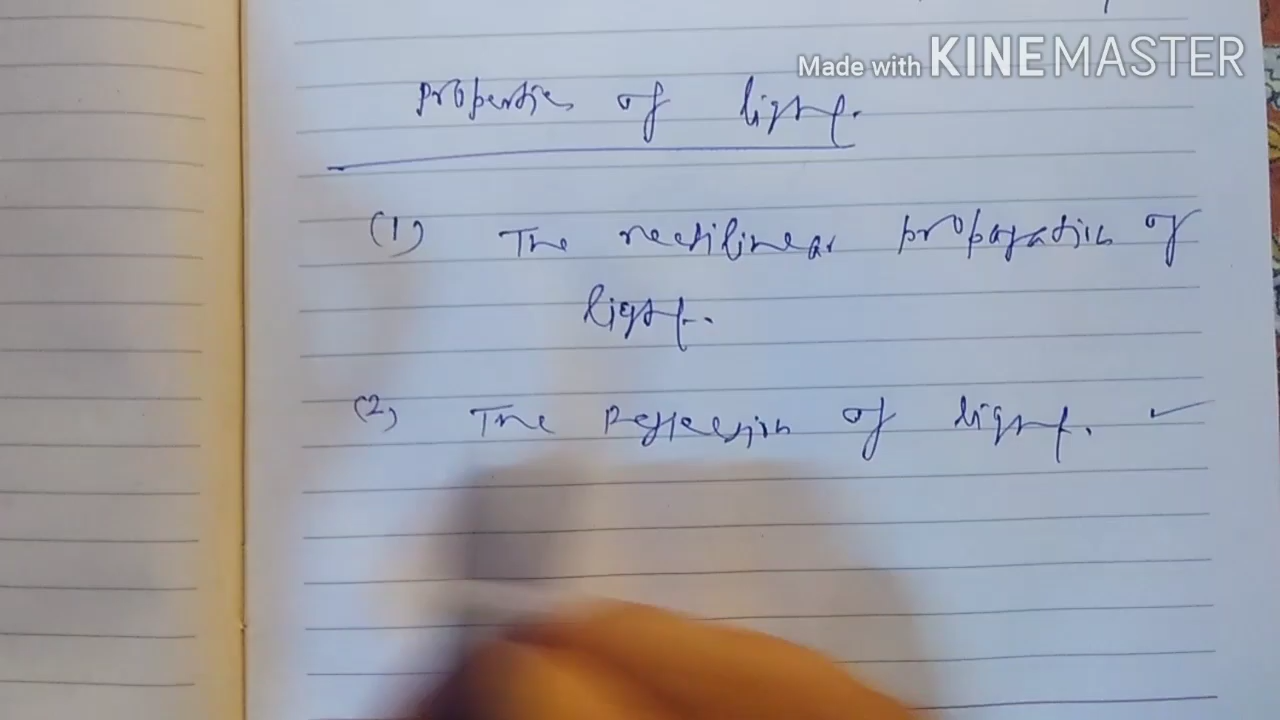 Made with KINEMASTER
Properties of light.
(1) The rectilinear propagation of
light.
(2) The Reflection of light.